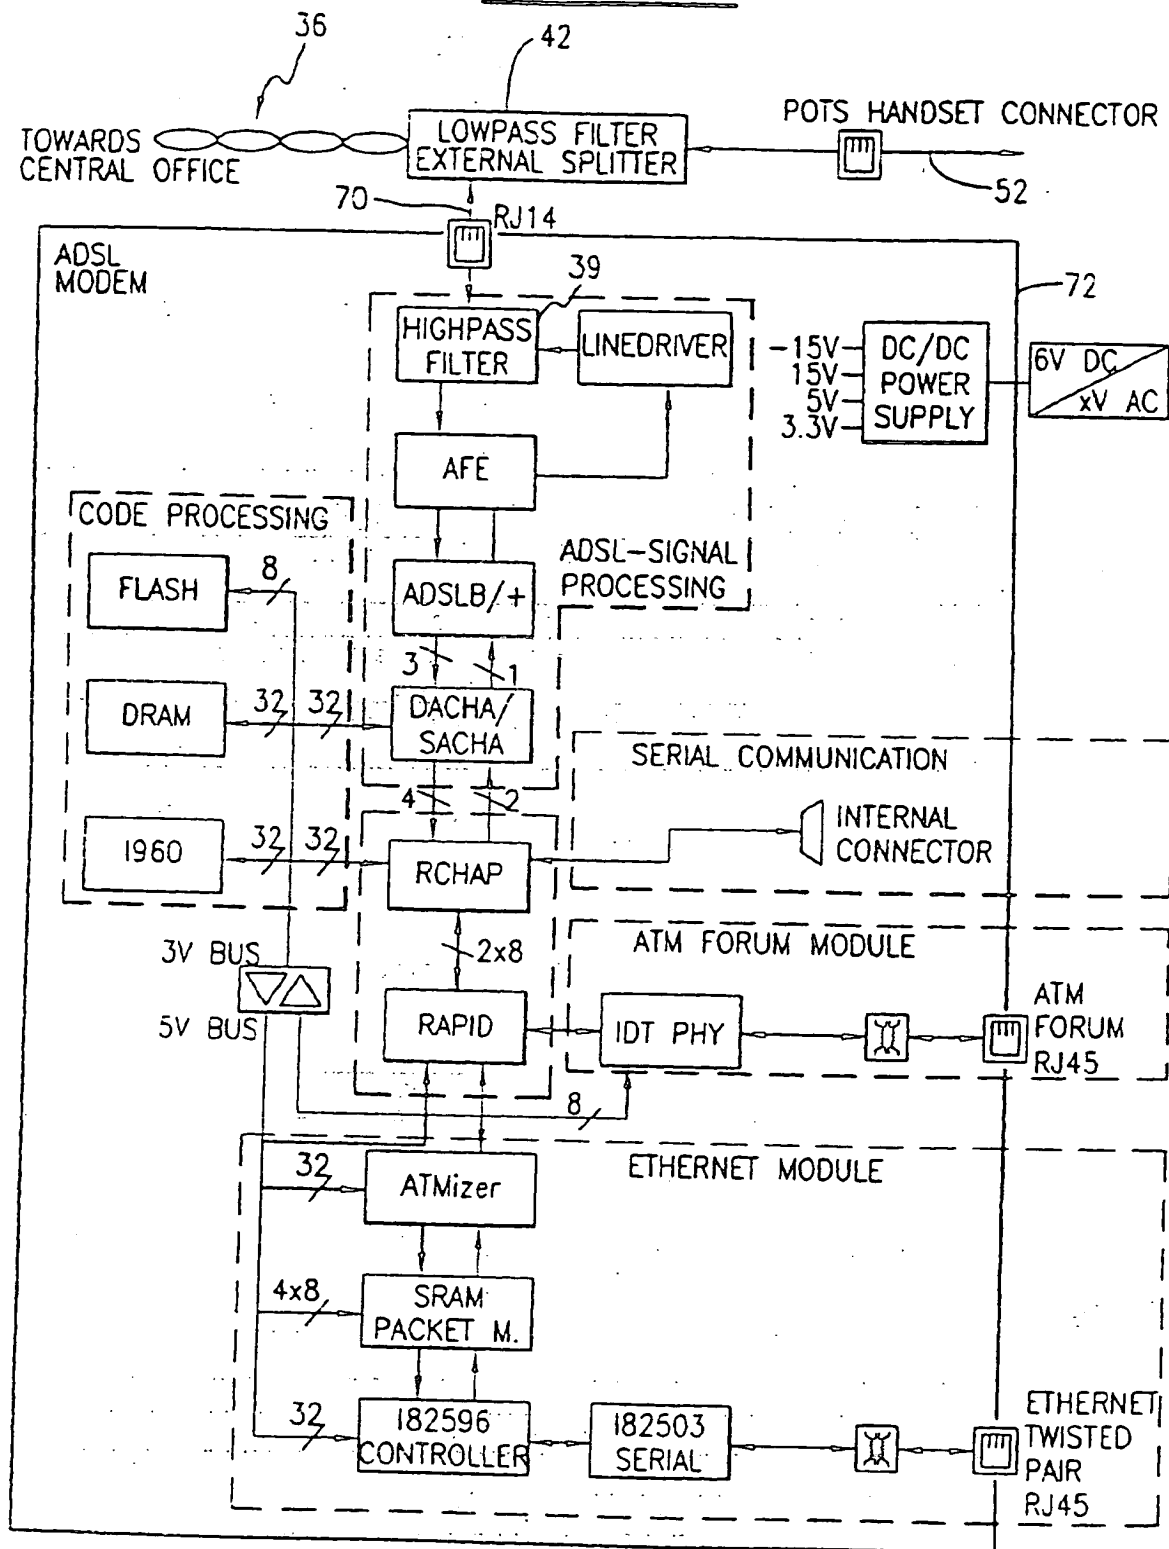 36
42
POTS HANDSET CONNECTOR
TOWARDS
CENTRAL OFFICE
LOWPASS FILTER
EXTERNAL SPLITTER
52
70
RJ14
ADSL
MODEM
39
72
HIGHPASS
FILTER
LINEDRIVER
-15V
15V
5V
3.3V
DC/DC
POWER
SUPPLY
6V DC
xV AC
AFE
CODE PROCESSING
ADSL-SIGNAL
PROCESSING
FLASH
8
ADSLB/+
3
1
DRAM
32
32
DACHA/
SACHA
SERIAL COMMUNICATION
4
2
I960
32
32
RCHAP
INTERNAL
CONNECTOR
2x8
ATM FORUM MODULE
3V BUS
5V BUS
RAPID
IDT PHY
ATM
FORUM
RJ45
8
ETHERNET MODULE
32
ATMizer
4x8
SRAM
PACKET M.
32
I82596
CONTROLLER
I82503
SERIAL
ETHERNET
TWISTED
PAIR
RJ45